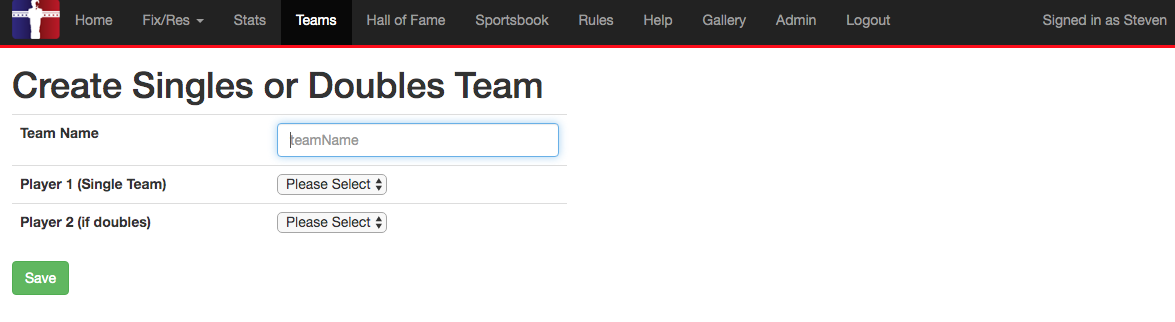 Home Fix/Res Stats Teams Hall of Fame Sportsbook Rules Help Gallery Admin Logout Signed in as Steven
Create Singles or Doubles Team
Team Name teamName
Player 1 (Single Team) Please Select
Player 2 (if doubles) Please Select
Save